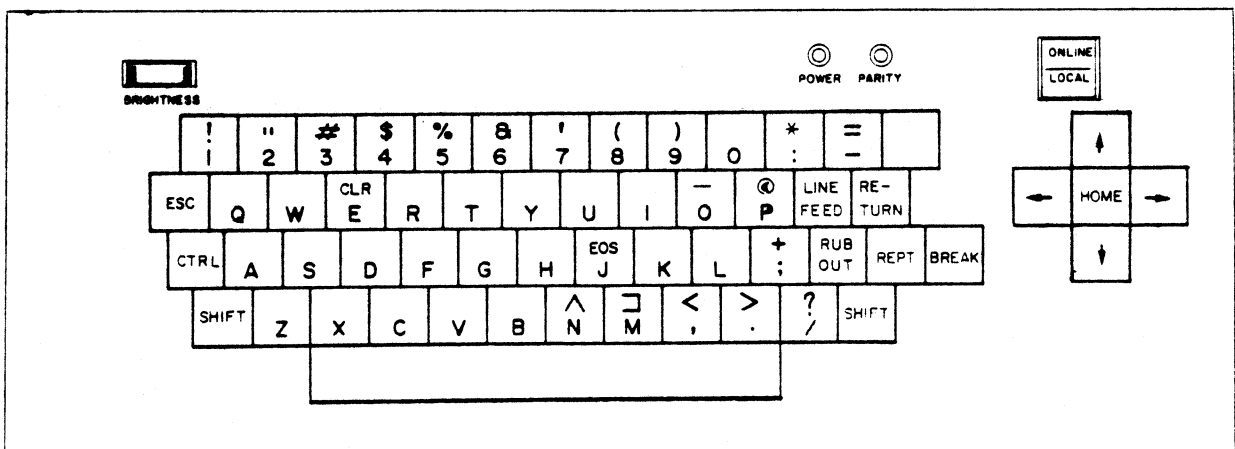 BRIGHTNESS
POWER PARITY
ONLINE
LOCAL
! " # $ % & ' ( ) * =
1 2 3 4 5 6 7 8 9 0 : -
ESC Q W CLR E R T Y U I — O @ P LINE FEED RE- TURN
CTRL A S D F G H EOS J K L + ; RUB OUT REPT BREAK
SHIFT Z X C V B ∧ N ⊐ M < , > . ? / SHIFT
↑
← HOME →
↓